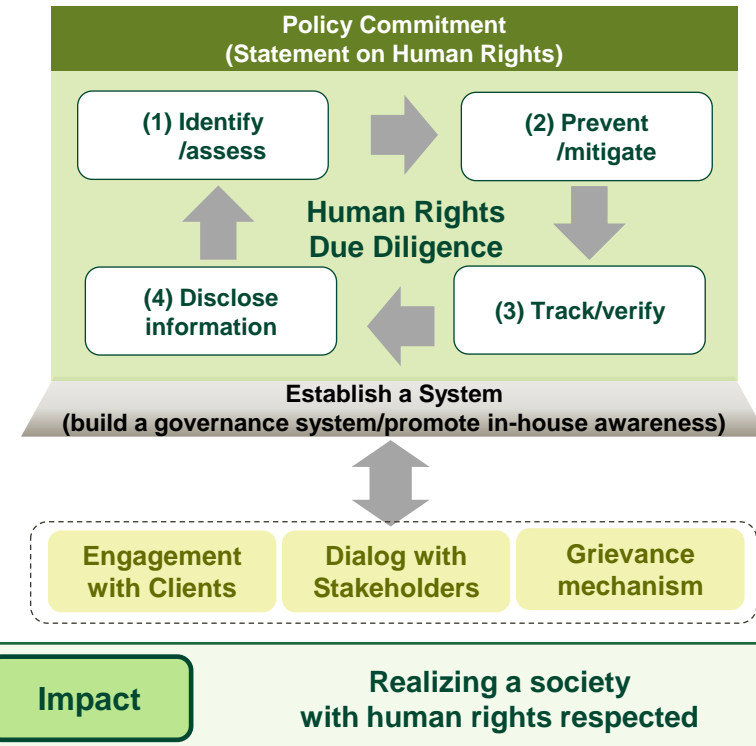 Policy Commitment
(Statement on Human Rights)
(1) Identify
/assess
(2) Prevent
/mitigate
Human Rights
Due Diligence
(4) Disclose
information
(3) Track/verify
Establish a System
(build a governance system/promote in-house awareness)
Engagement
with Clients
Dialog with
Stakeholders
Grievance
mechanism
Impact
Realizing a society
with human rights respected